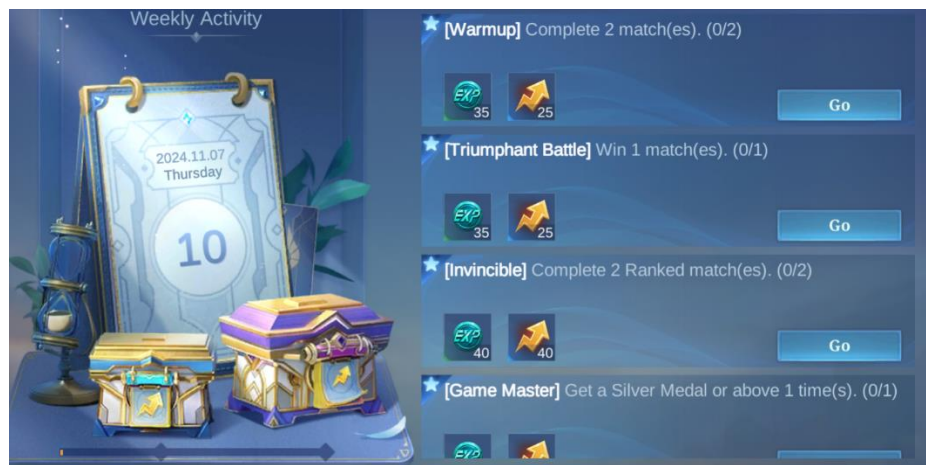 Weekly Activity
2024.11.07
Thursday
10
[Warmup] Complete 2 match(es). (0/2)
EXP
35
25
Go
[Triumphant Battle] Win 1 match(es). (0/1)
EXP
35
25
Go
[Invincible] Complete 2 Ranked match(es). (0/2)
EXP
40
40
Go
[Game Master] Get a Silver Medal or above 1 time(s). (0/1)
EXP